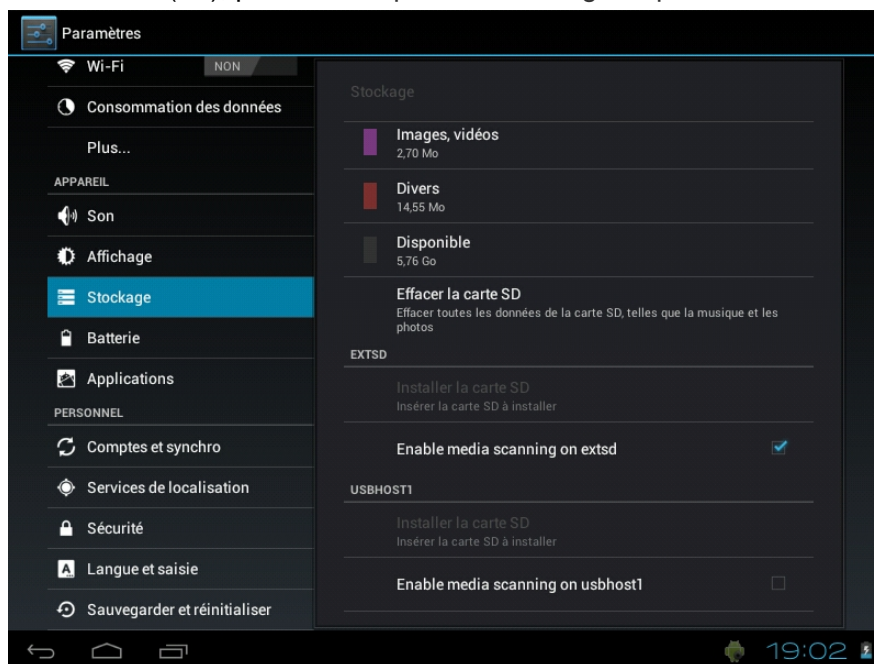 Paramètres
Wi-Fi
NON
Consommation des données
Plus...
APPAREIL
Son
Affichage
Stockage
Batterie
Applications
PERSONNEL
Comptes et synchro
Services de localisation
Sécurité
Langue et saisie
Sauvegarder et réinitialiser
Stockage
Images, vidéos
2,70 Mo
Divers
14,55 Mo
Disponible
5,76 Go
Effacer la carte SD
Effacer toutes les données de la carte SD, telles que la musique et les
photos
EXTSD
Installer la carte SD
Insérer la carte SD à installer
Enable media scanning on extsd
USBHOST1
Installer la carte SD
Insérer la carte SD à installer
Enable media scanning on usbhost1
19:02